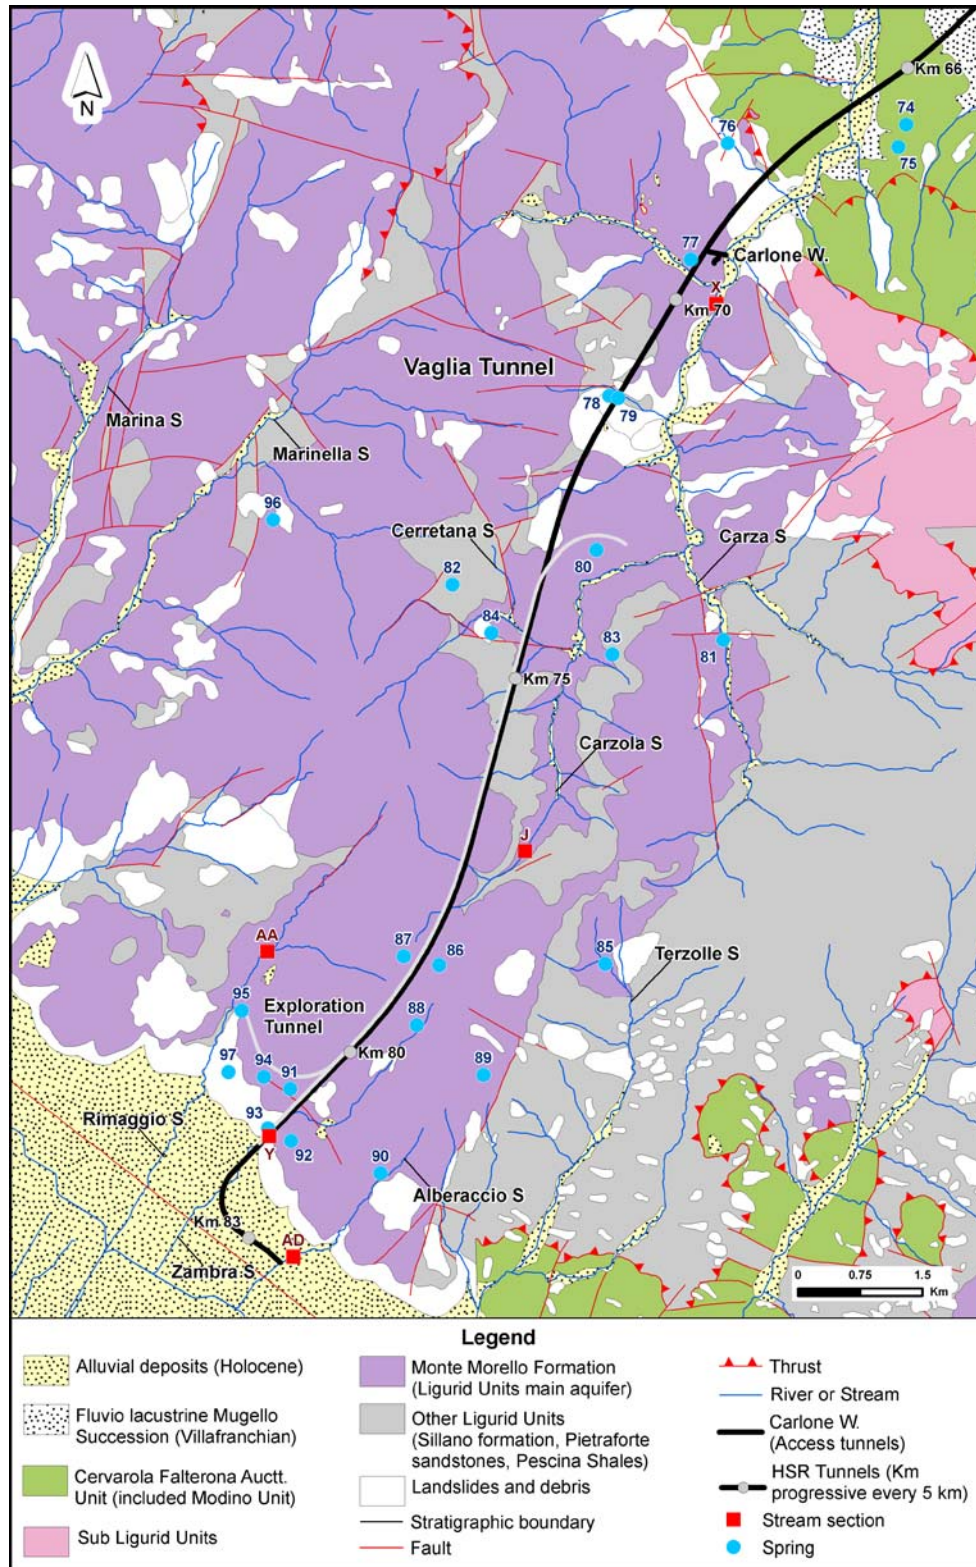 N
Km 66
74
75
76
77
Carlone W.
X
Km 70
Vaglia Tunnel
78
79
Marina S
Marinella S
96
Cerretana S
Carza S
80
82
84
83
81
Km 75
Carzola S
J
AA
87
86
85
Terzolle S
95
Exploration
Tunnel
88
Km 80
97
94
91
89
93
Rimaggio S
Y
92
90
Alberaccio S
Km 83
AD
Zambra S
0 0.75 1.5
Km
Legend
Alluvial deposits (Holocene)
Fluvio lacustrine Mugello
Succession (Villafranchian)
Cervarola Falterona Auctt.
Unit (included Modino Unit)
Sub Ligurid Units
Monte Morello Formation
(Ligurid Units main aquifer)
Other Ligurid Units
(Sillano formation, Pietraforte
sandstones, Pescina Shales)
Landslides and debris
Stratigraphic boundary
Fault
Thrust
River or Stream
Carlone W.
(Access tunnels)
HSR Tunnels (Km
progressive every 5 km)
Stream section
Spring